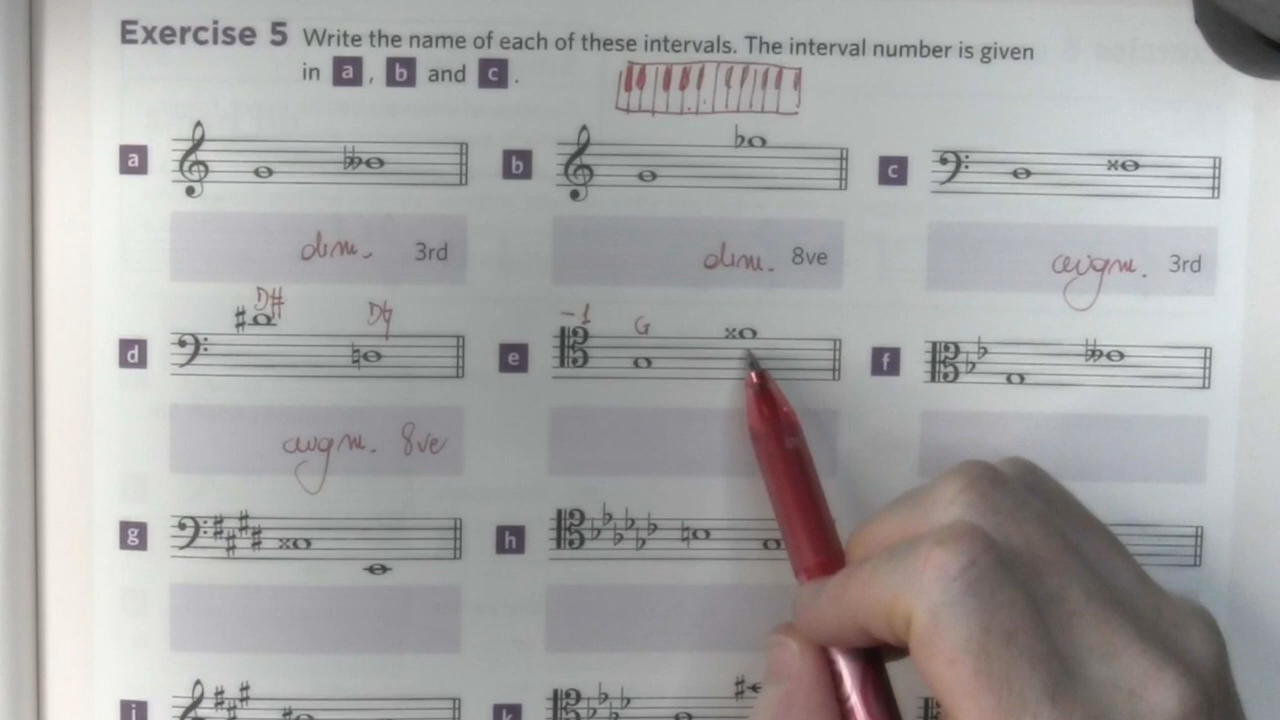 Exercise 5 Write the name of each of these intervals. The interval number is given
in a , b and c .
a b c
dim. 3rd dim. 8ve augm. 3rd
D# D♮ -1 G
d e f
augm. 8ve
g h
k